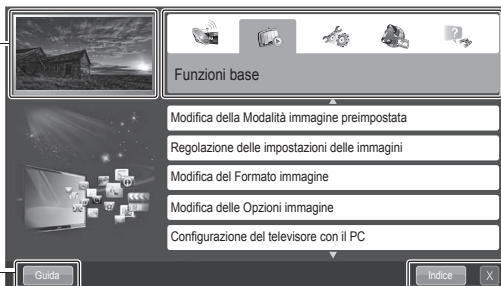 Funzioni base
Modifica della Modalità immagine preimpostata
Regolazione delle impostazioni delle immagini
Modifica del Formato immagine
Modifica delle Opzioni immagine
Configurazione del televisore con il PC
Guida
Indice
X